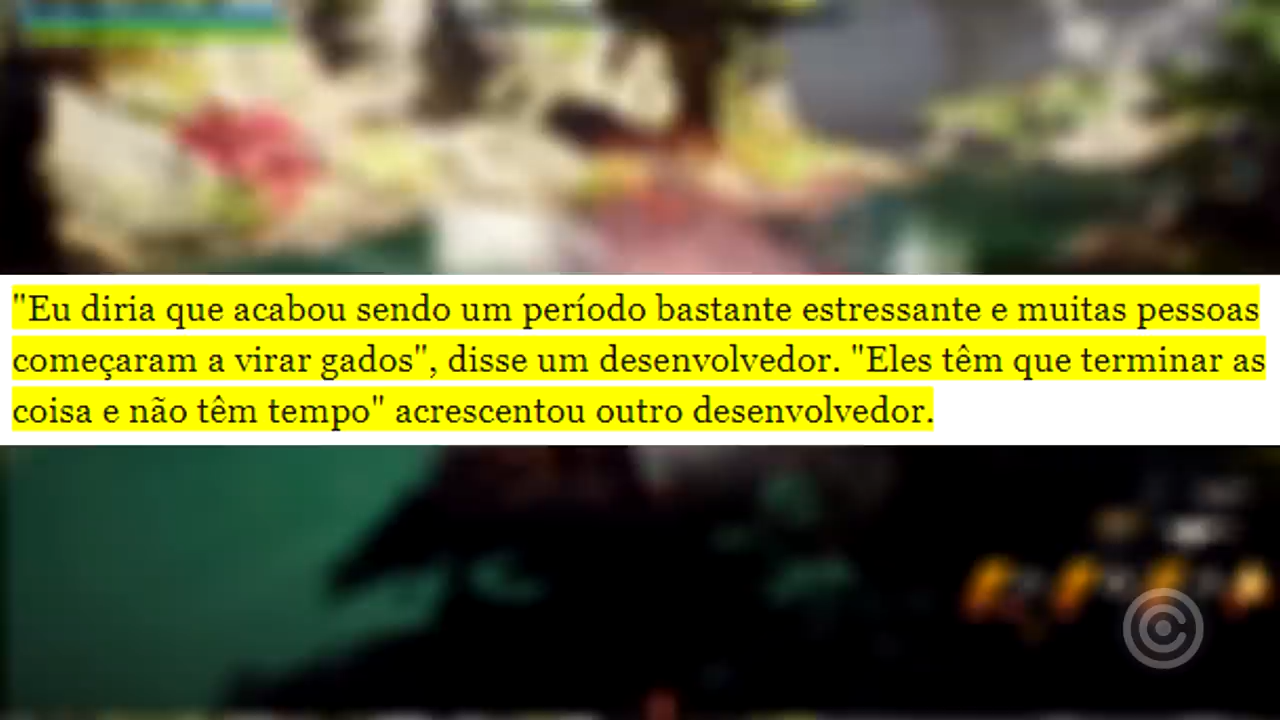 "Eu diria que acabou sendo um período bastante estressante e muitas pessoas
começaram a virar gados", disse um desenvolvedor. "Eles têm que terminar as
coisa e não têm tempo" acrescentou outro desenvolvedor.